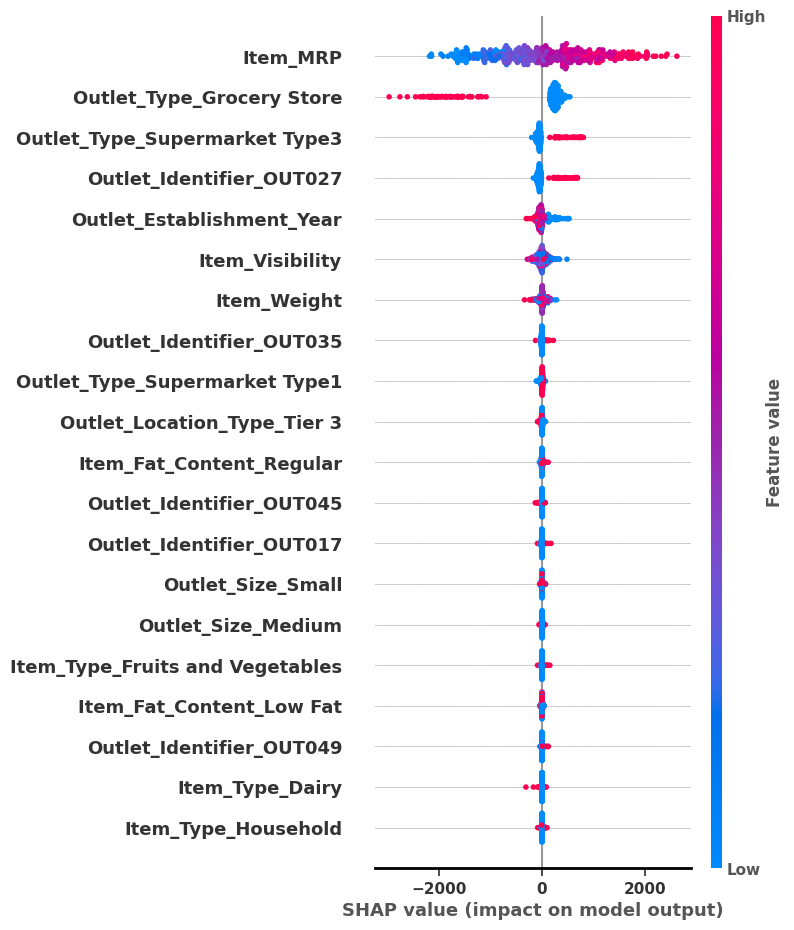 High
Item_MRP
Outlet_Type_Grocery Store
Outlet_Type_Supermarket Type3
Outlet_Identifier_OUT027
Outlet_Establishment_Year
Item_Visibility
Item_Weight
Outlet_Identifier_OUT035
Outlet_Type_Supermarket Type1
Outlet_Location_Type_Tier 3
Item_Fat_Content_Regular
Outlet_Identifier_OUT045
Outlet_Identifier_OUT017
Outlet_Size_Small
Outlet_Size_Medium
Item_Type_Fruits and Vegetables
Item_Fat_Content_Low Fat
Outlet_Identifier_OUT049
Item_Type_Dairy
Item_Type_Household
Feature value
Low
−2000 0 2000
SHAP value (impact on model output)